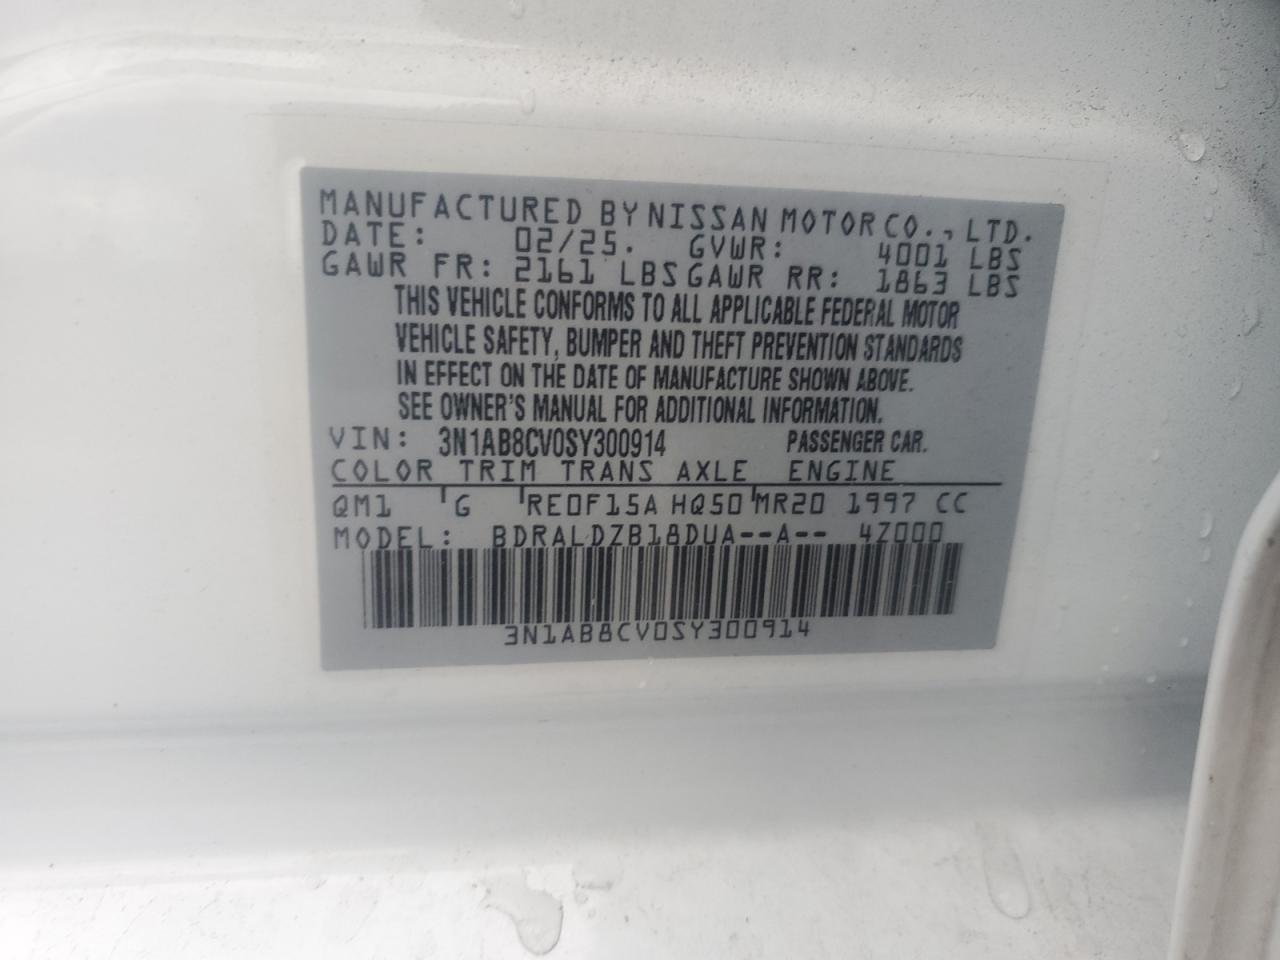 MANUFACTURED BY NISSAN MOTOR CO., LTD.
DATE: 02/25. GVWR: 4001 LBS
GAWR FR: 2161 LBS GAWR RR: 1863 LBS
THIS VEHICLE CONFORMS TO ALL APPLICABLE FEDERAL MOTOR
VEHICLE SAFETY, BUMPER AND THEFT PREVENTION STANDARDS
IN EFFECT ON THE DATE OF MANUFACTURE SHOWN ABOVE.
SEE OWNER'S MANUAL FOR ADDITIONAL INFORMATION.
VIN: 3N1AB8CV0SY300914 PASSENGER CAR.
COLOR TRIM TRANS AXLE ENGINE
QM1 G RE0F15A HQ50 MR20 1997 CC
MODEL: BDRALDZB18DUA--A-- 4Z000
3N1AB8CV0SY300914